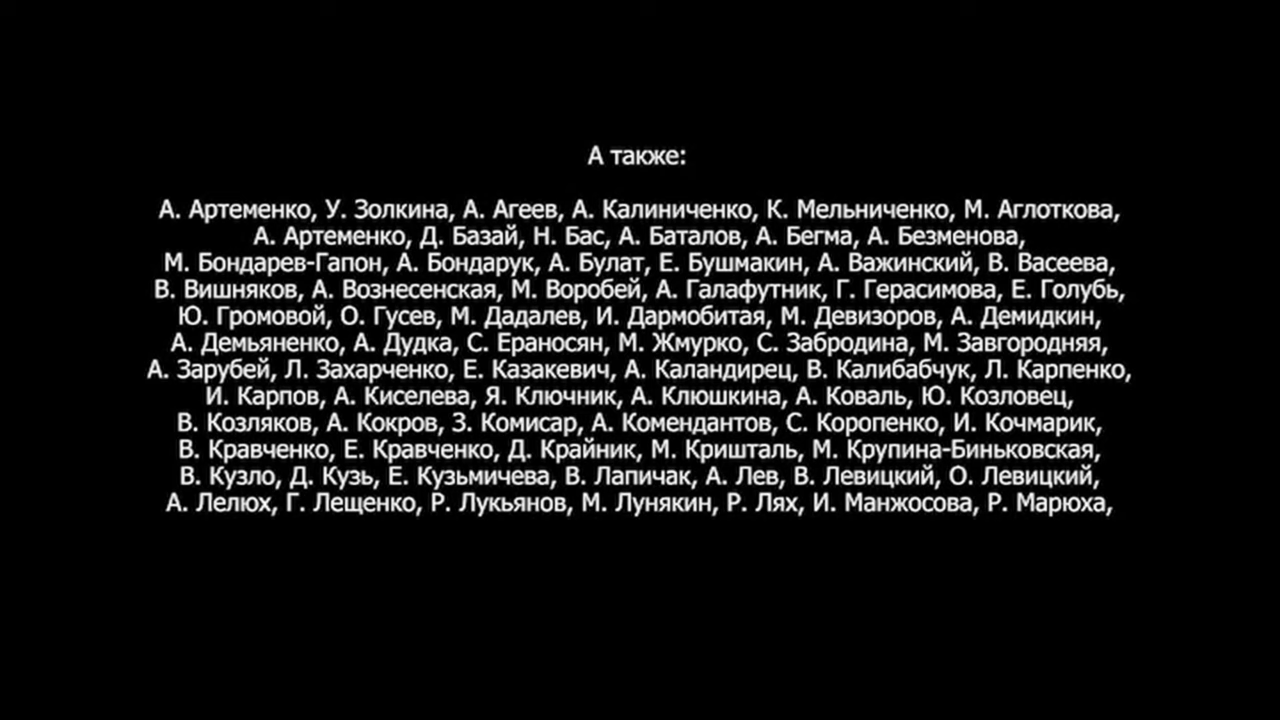 А также:
А. Артеменко, У. Золкина, А. Агеев, А. Калиниченко, К. Мельниченко, М. Аглоткова,
А. Артеменко, Д. Базай, Н. Бас, А. Баталов, А. Бегма, А. Безменова,
М. Бондарев-Гапон, А. Бондарук, А. Булат, Е. Бушмакин, А. Важинский, В. Васеева,
В. Вишняков, А. Вознесенская, М. Воробей, А. Галафутник, Г. Герасимова, Е. Голубь,
Ю. Громовой, О. Гусев, М. Дадалев, И. Дармобитая, М. Девизоров, А. Демидкин,
А. Демьяненко, А. Дудка, С. Ераносян, М. Жмурко, С. Забродина, М. Завгородняя,
А. Зарубей, Л. Захарченко, Е. Казакевич, А. Каландирец, В. Калибабчук, Л. Карпенко,
И. Карпов, А. Киселева, Я. Ключник, А. Клюшкина, А. Коваль, Ю. Козловец,
В. Козляков, А. Кокров, З. Комисар, А. Комендантов, С. Коропенко, И. Кочмарик,
В. Кравченко, Е. Кравченко, Д. Крайник, М. Кришталь, М. Крупина-Биньковская,
В. Кузло, Д. Кузь, Е. Кузьмичева, В. Лапичак, А. Лев, В. Левицкий, О. Левицкий,
А. Лелюх, Г. Лещенко, Р. Лукьянов, М. Лунякин, Р. Лях, И. Манжосова, Р. Марюха,